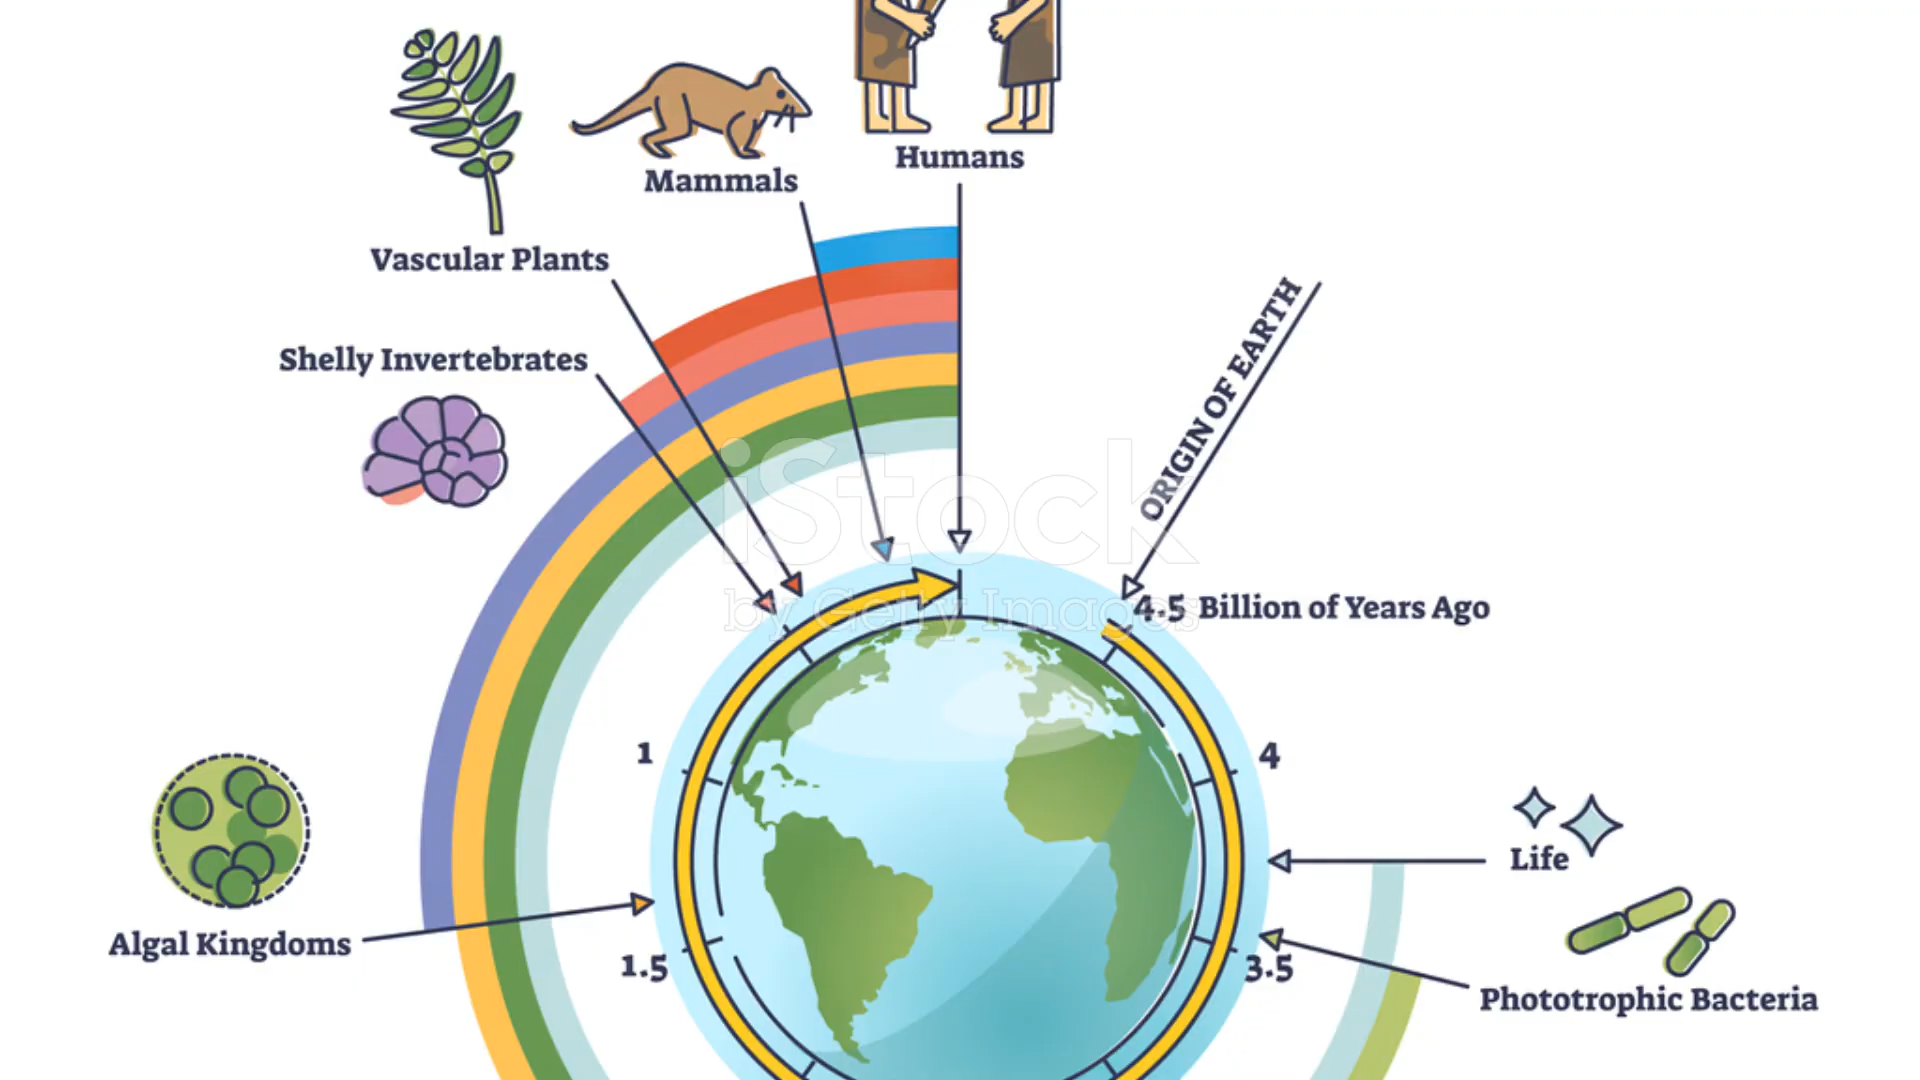 Humans
Mammals
Vascular Plants
Shelly Invertebrates
ORIGIN OF EARTH
iStock
by Getty Images
4.5 Billion of Years Ago
1
4
Life
Algal Kingdoms
1.5
3.5
Phototrophic Bacteria